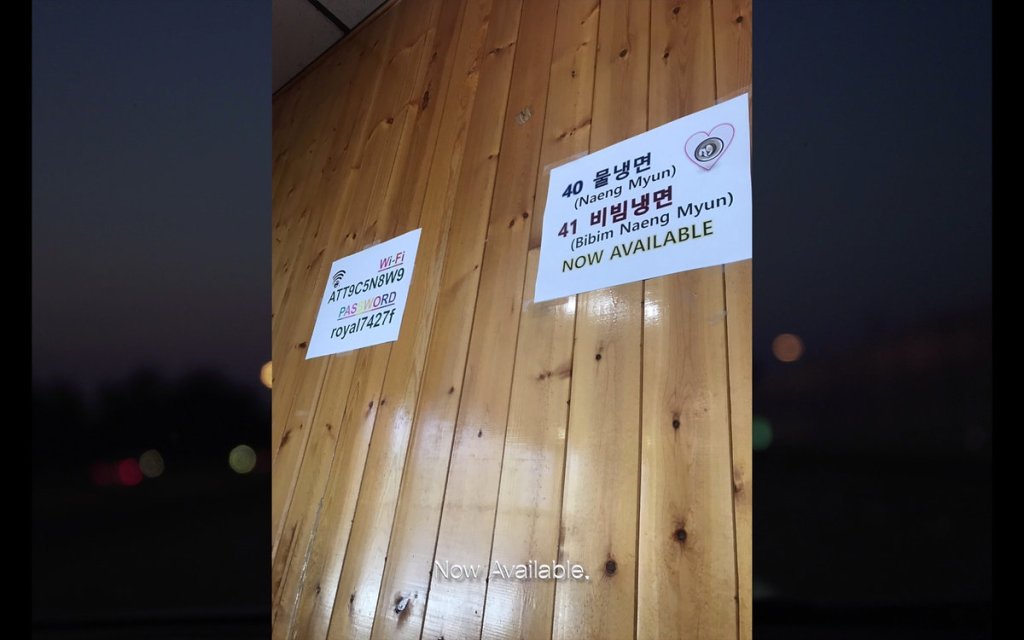 Wi-Fi
ATT9C5N8W9
PASSWORD
royal7427f
40 물냉면
(Naeng Myun)
41 비빔냉면
(Bibim Naeng Myun)
NOW AVAILABLE
Now Available.